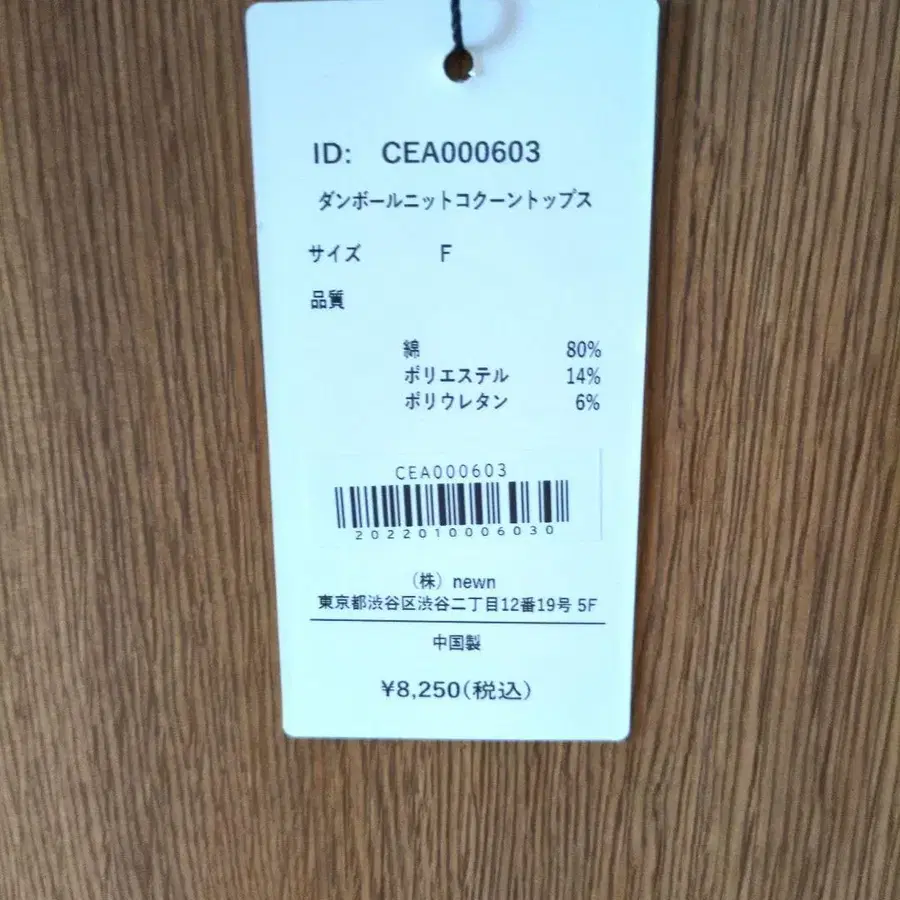 ID: CEA000603
ダンボールニットコクーントップス
サイズ F
品質
綿 80%
ポリエステル 14%
ポリウレタン 6%
CEA000603
2022010006030
（株）newn
東京都渋谷区渋谷二丁目12番19号 5F
中国製
¥8,250(税込)